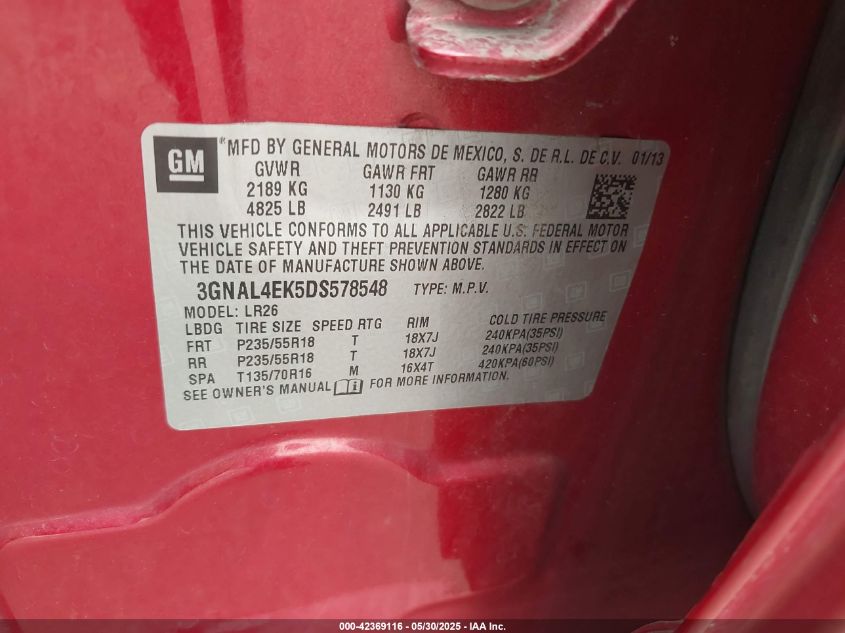 GM
*MFD BY GENERAL MOTORS DE MEXICO, S. DE R.L. DE C.V. 01/13
GVWR GAWR FRT GAWR RR
2189 KG 1130 KG 1280 KG
4825 LB 2491 LB 2822 LB
THIS VEHICLE CONFORMS TO ALL APPLICABLE U.S. FEDERAL MOTOR
VEHICLE SAFETY AND THEFT PREVENTION STANDARDS IN EFFECT ON
THE DATE OF MANUFACTURE SHOWN ABOVE.
3GNAL4EK5DS578548 TYPE: M.P.V.
MODEL: LR26
LBDG TIRE SIZE SPEED RTG RIM COLD TIRE PRESSURE
FRT P235/55R18 T 18X7J 240KPA(35PSI)
RR P235/55R18 T 18X7J 240KPA(35PSI)
SPA T135/70R16 M 16X4T 420KPA(60PSI)
SEE OWNER'S MANUAL FOR MORE INFORMATION.
000-42369116 - 05/30/2025 - IAA Inc.